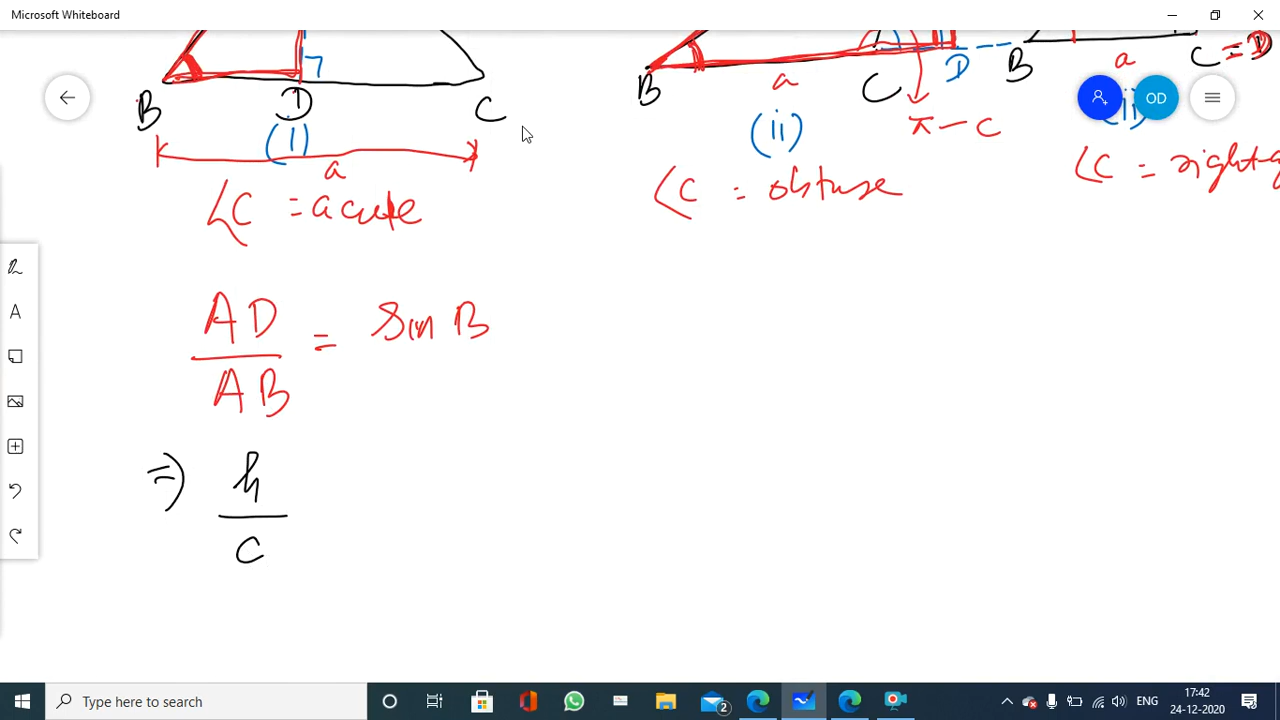 Microsoft Whiteboard
B D C
(i)
a
∠C = acute
B a C D
(ii)
π - C
∠C = obtuse
B a C = D
OD
∠C = right-
AD
AB
= Sin B
⇒ h
c
Type here to search
2
ENG
17:42
24-12-2020